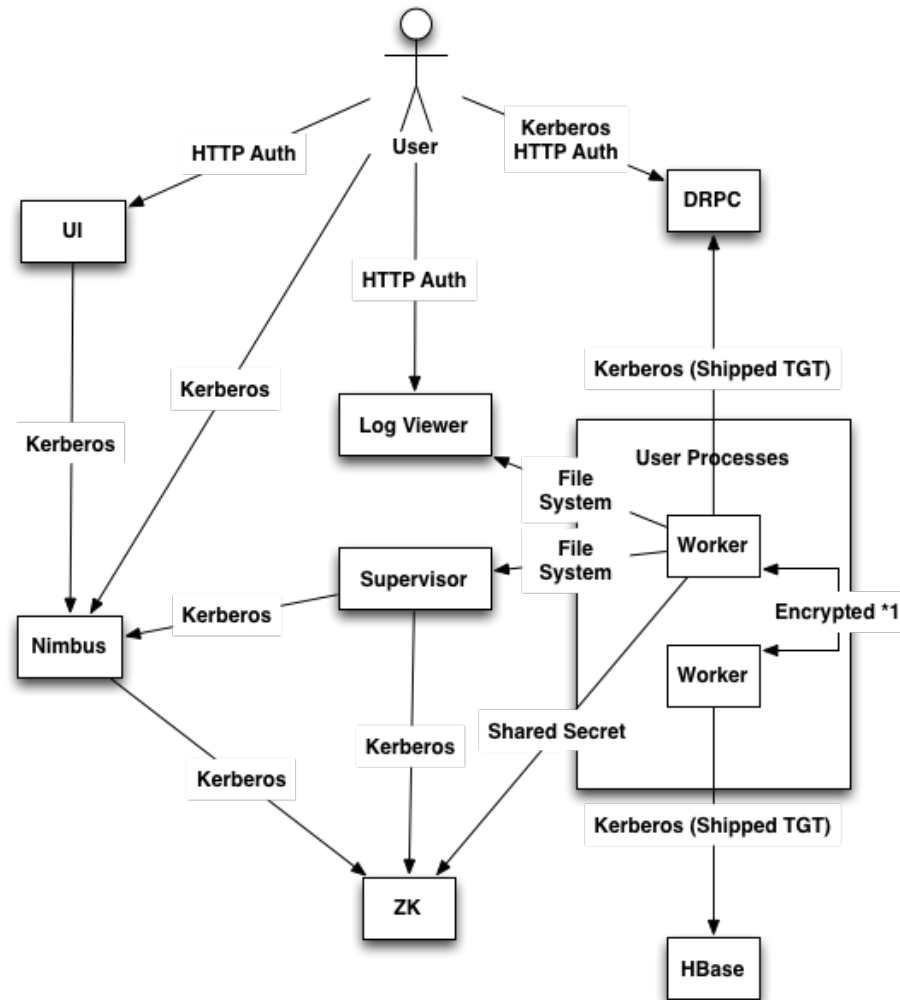 User
Kerberos
HTTP Auth
HTTP Auth
DRPC
UI
HTTP Auth
Kerberos (Shipped TGT)
Kerberos
Log Viewer
Kerberos
User Processes
File
System
Worker
File
System
Supervisor
Encrypted *1
Kerberos
Nimbus
Worker
Shared Secret
Kerberos
Kerberos
Kerberos (Shipped TGT)
ZK
HBase